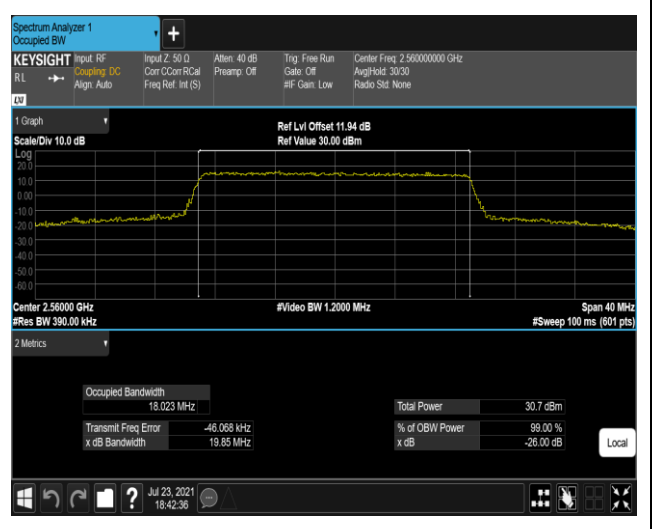 Spectrum Analyzer 1
Occupied BW
+
KEYSIGHT Input: RF Input Z: 50 Ω Atten: 40 dB Trig: Free Run Center Freq: 2.560000000 GHz
RL Coupling: DC Corr CCorr RCal Preamp: Off Gate: Off Avg|Hold: 30/30
Align: Auto Freq Ref: Int (S) #IF Gain: Low Radio Std: None
LXI
1 Graph
Ref Lvl Offset 11.94 dB
Scale/Div 10.0 dB Ref Value 30.00 dBm
Log
20.0
10.0
0.00
-10.0
-20.0
-30.0
-40.0
-50.0
-60.0
Center 2.56000 GHz #Video BW 1.2000 MHz Span 40 MHz
#Res BW 390.00 kHz #Sweep 100 ms (601 pts)
2 Metrics
Occupied Bandwidth
18.023 MHz Total Power 30.7 dBm
Transmit Freq Error -46.068 kHz % of OBW Power 99.00 %
x dB Bandwidth 19.85 MHz x dB -26.00 dB
Local
? Jul 23, 2021
18:42:36